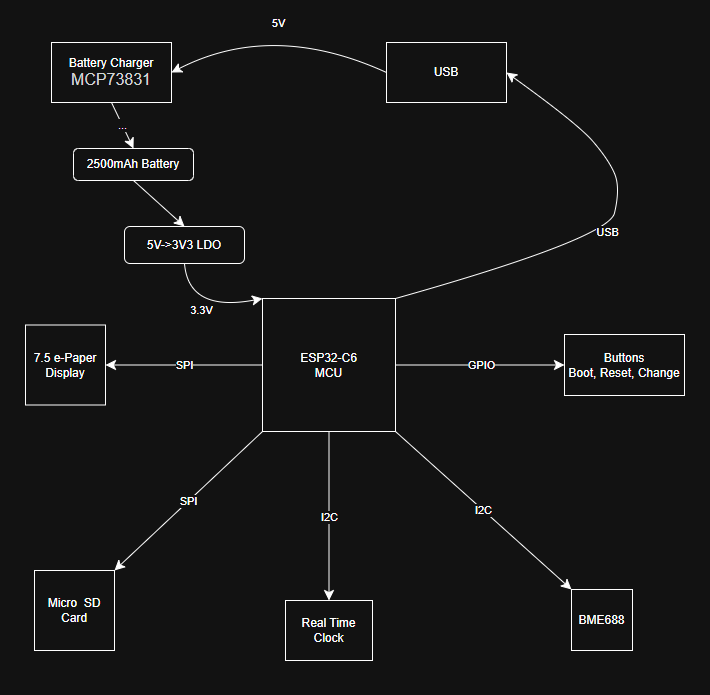 5V
Battery Charger
MCP73831
USB
...
2500mAh Battery
USB
5V->3V3 LDO
3.3V
7.5 e-Paper
Display
SPI
ESP32-C6
MCU
GPIO
Buttons
Boot, Reset, Change
SPI
I2C
I2C
Micro  SD
Card
Real Time
Clock
BME688